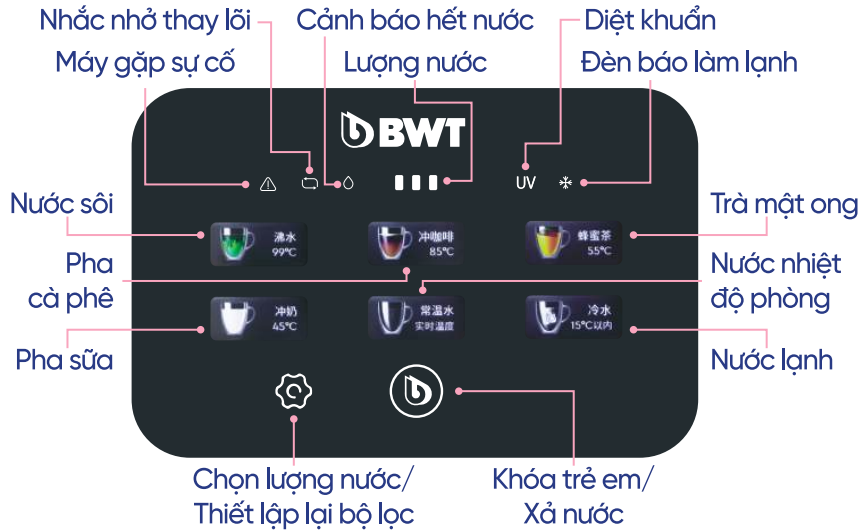 Nhắc nhở thay lõi
Cảnh báo hết nước
Diệt khuẩn
Máy gặp sự cố
Lượng nước
Đèn báo làm lạnh
BWT
UV
Nước sôi
沸水
99℃
冲咖啡
85℃
蜂蜜茶
55℃
Trà mật ong
Pha
cà phê
Nước nhiệt
độ phòng
冲奶
45℃
常温水
实时温度
冷水
15℃以内
Pha sữa
Nước lạnh
Chọn lượng nước/
Thiết lập lại bộ lọc
Khóa trẻ em/
Xả nước